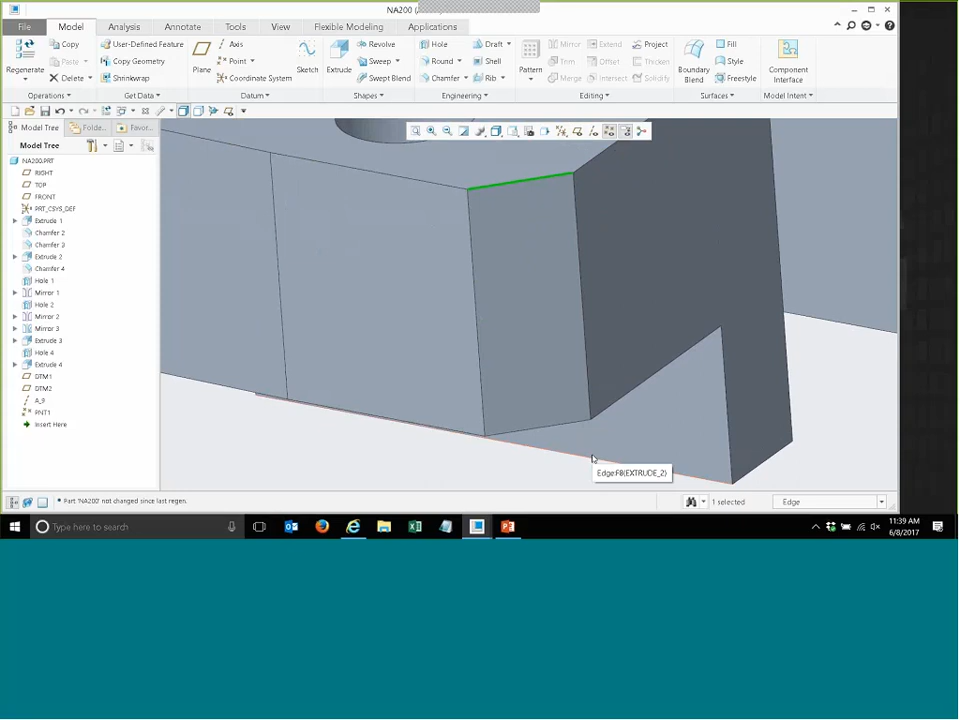 NA200 (
File Model Analysis Annotate Tools View Flexible Modeling Applications
Regenerate
Copy
Paste
Delete
User-Defined Feature
Copy Geometry
Shrinkwrap
Plane
Axis
Point
Coordinate System
Sketch
Extrude
Revolve
Sweep
Swept Blend
Hole
Round
Chamfer
Draft
Shell
Rib
Pattern
Mirror
Trim
Merge
Extend
Offset
Intersect
Project
Thicken
Solidify
Boundary
Blend
Fill
Style
Freestyle
Component
Interface
Operations Get Data Datum Shapes Engineering Editing Surfaces Model Intent
Model Tree Folde.. Favor...
Model Tree
NA200.PRT
RIGHT
TOP
FRONT
PRT_CSYS_DEF
Extrude 1
Chamfer 2
Chamfer 3
Extrude 2
Chamfer 4
Hole 1
Mirror 1
Hole 2
Mirror 2
Mirror 3
Extrude 3
Hole 4
Extrude 4
DTM1
DTM2
A_9
PNT1
Insert Here
Edge:F8(EXTRUDE_2)
Part 'NA200' not changed since last regen.
1 selected
Edge
Type here to search
11:39 AM
6/8/2017